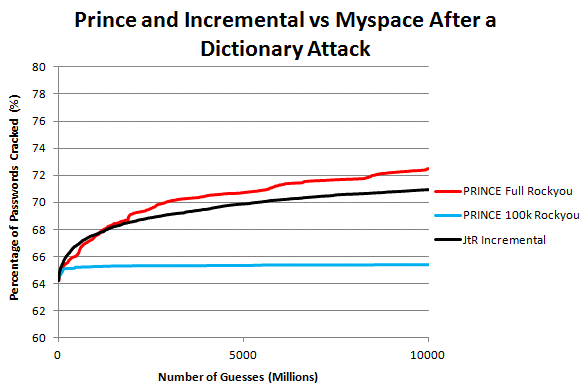 Prince and Incremental vs Myspace After a
Dictionary Attack
Percentage of Passwords Cracked (%)
80
78
76
74
72
70
68
66
64
62
60
0
5000
10000
Number of Guesses (Millions)
PRINCE Full Rockyou
PRINCE 100k Rockyou
JtR Incremental